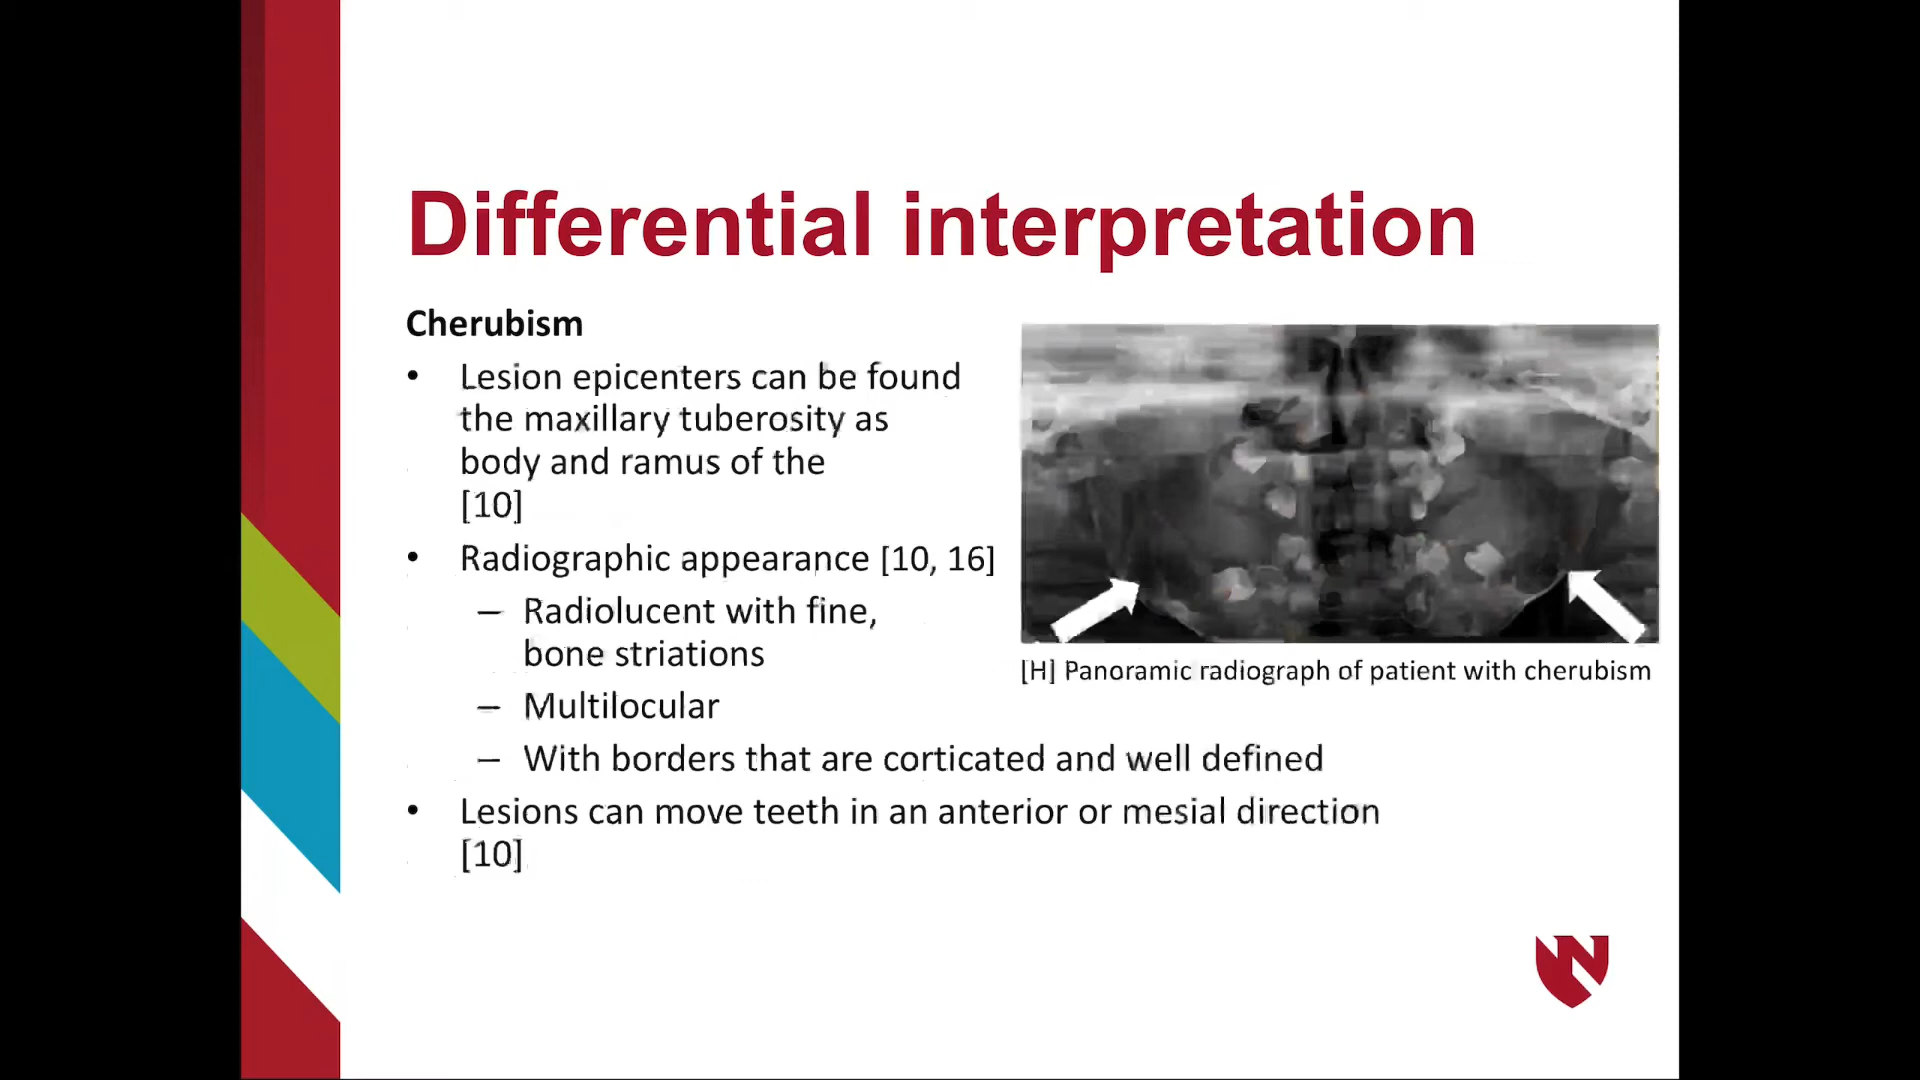 Differential interpretation
Cherubism
• Lesion epicenters can be found
the maxillary tuberosity as
body and ramus of the
[10]
• Radiographic appearance [10, 16]
– Radiolucent with fine,
bone striations
– Multilocular
– With borders that are corticated and well defined
• Lesions can move teeth in an anterior or mesial direction
[10]
[H] Panoramic radiograph of patient with cherubism